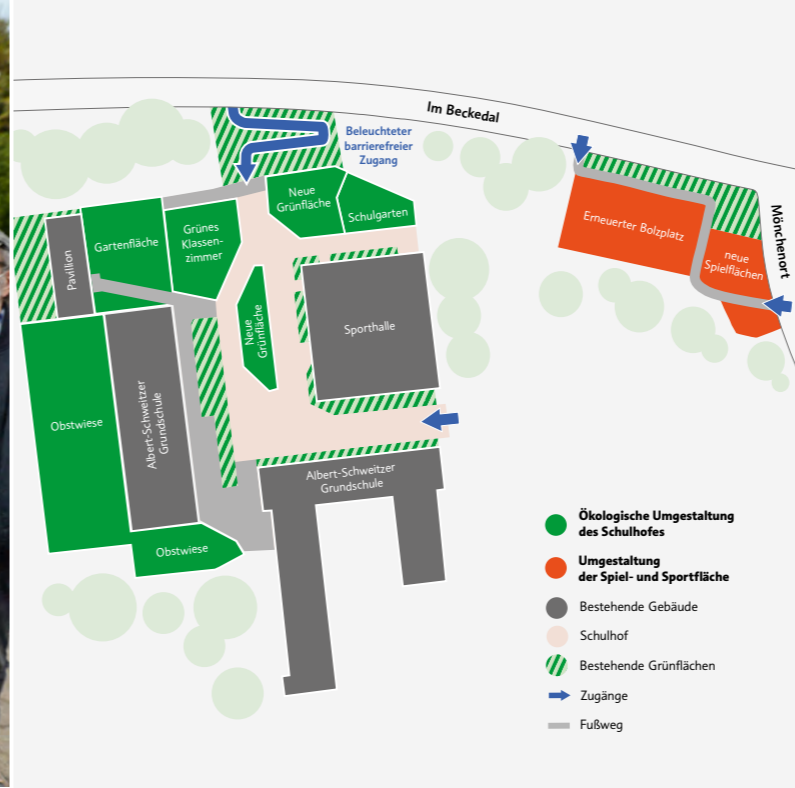 Im Beckedal
Beleuchteter
barrierefreier
Zugang
Mönchenort
Neue
Grünfläche
Schulgarten
Erneuerter Bolzplatz
neue
Spielflächen
Pavillion
Gartenfläche
Grünes
Klassen-
zimmer
Neue
Grünfläche
Sporthalle
Obstwiese
Albert-Schweitzer
Grundschule
Albert-Schweitzer
Grundschule
Obstwiese
Ökologische Umgestaltung
des Schulhofes
Umgestaltung
der Spiel- und Sportfläche
Bestehende Gebäude
Schulhof
Bestehende Grünflächen
Zugänge
Fußweg